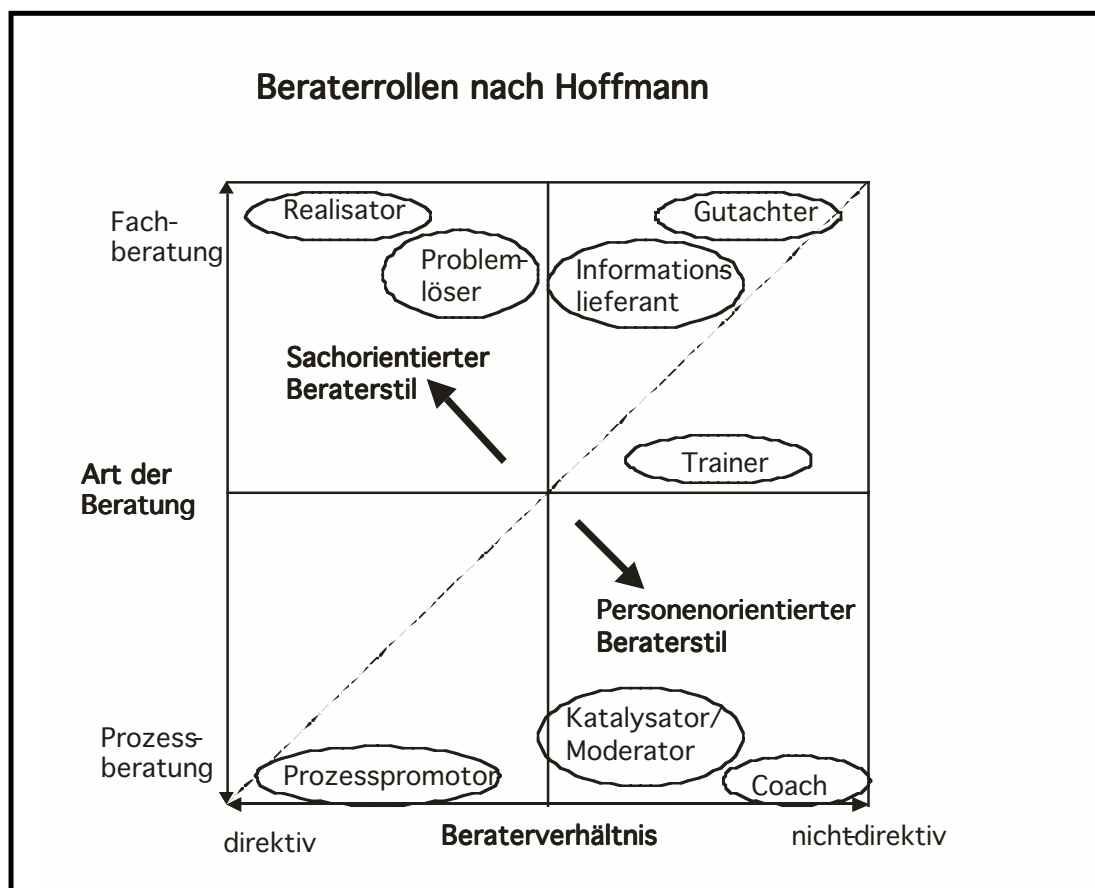 Beraterrollen nach Hoffmann
Fach-
beratung
Realisator
Gutachter
Problem-
löser
Informations-
lieferant
Sachorientierter
Beraterstil
Trainer
Art der
Beratung
Personenorientierter
Beraterstil
Prozess-
beratung
Prozesspromotor
Katalysator/
Moderator
Coach
direktiv
Beraterverhältnis
nicht-direktiv